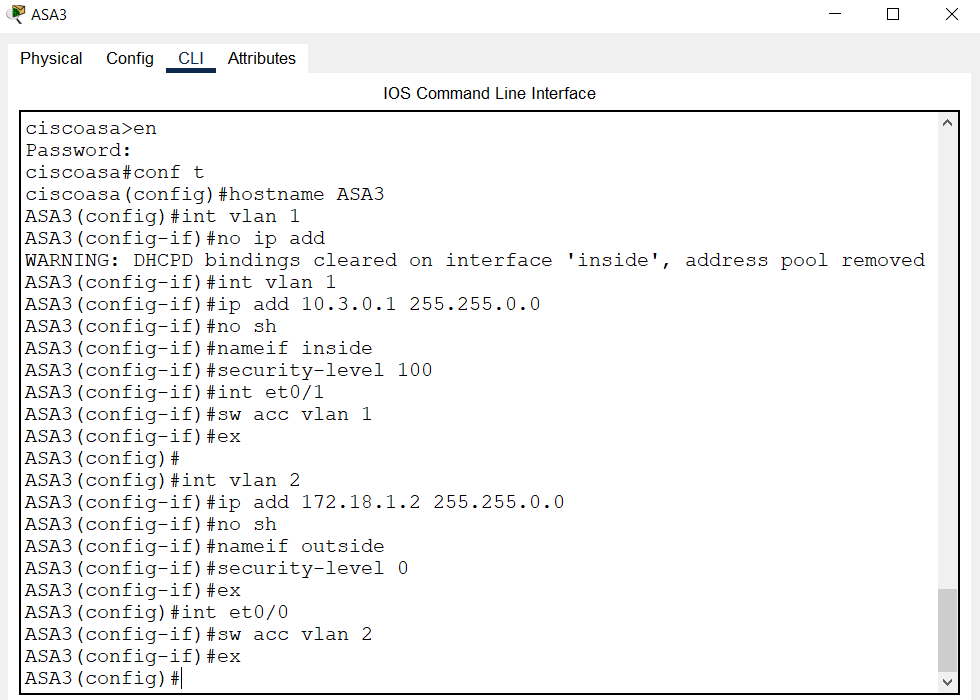 ASA3
Physical Config CLI Attributes
IOS Command Line Interface
ciscoasa>en
Password:
ciscoasa#conf t
ciscoasa(config)#hostname ASA3
ASA3(config)#int vlan 1
ASA3(config-if)#no ip add
WARNING: DHCPD bindings cleared on interface 'inside', address pool removed
ASA3(config-if)#int vlan 1
ASA3(config-if)#ip add 10.3.0.1 255.255.0.0
ASA3(config-if)#no sh
ASA3(config-if)#nameif inside
ASA3(config-if)#security-level 100
ASA3(config-if)#int et0/1
ASA3(config-if)#sw acc vlan 1
ASA3(config-if)#ex
ASA3(config)#
ASA3(config)#int vlan 2
ASA3(config-if)#ip add 172.18.1.2 255.255.0.0
ASA3(config-if)#no sh
ASA3(config-if)#nameif outside
ASA3(config-if)#security-level 0
ASA3(config-if)#ex
ASA3(config)#int et0/0
ASA3(config-if)#sw acc vlan 2
ASA3(config-if)#ex
ASA3(config)#